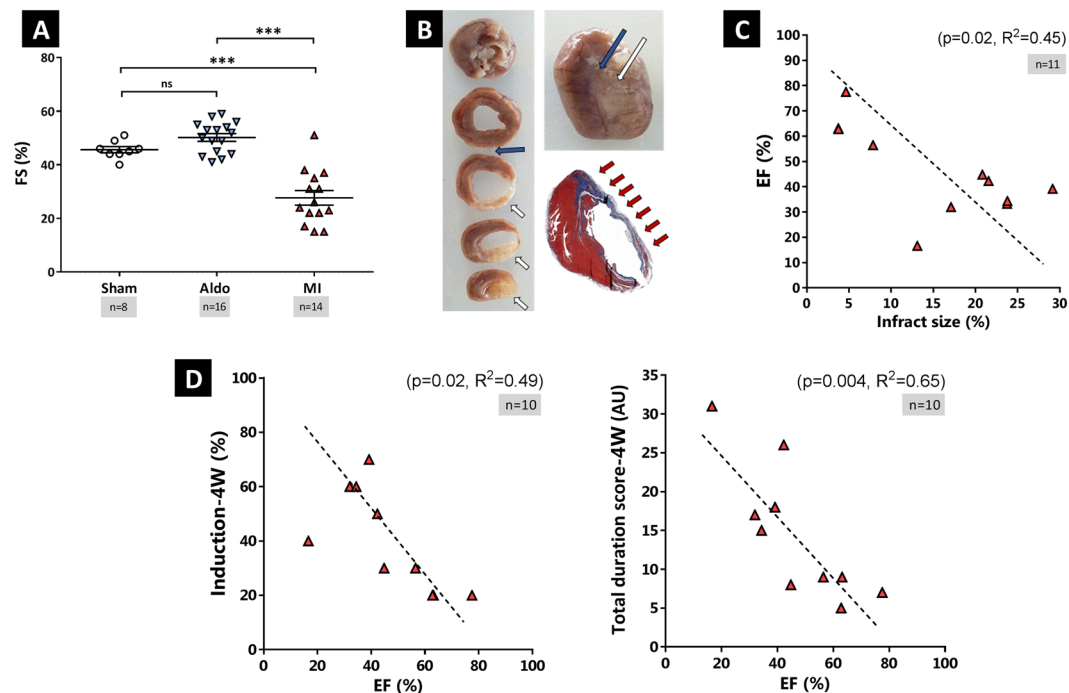 A
***
***
ns
FS (%)
80
60
40
20
0
Sham
Aldo
MI
n=8
n=16
n=14
B
C
(p=0.02, R²=0.45)
n=11
EF (%)
100
90
80
70
60
50
40
30
20
10
0
0 5 10 15 20 25 30
Infract size (%)
D
(p=0.02, R²=0.49)
n=10
Induction-4W (%)
100
80
60
40
20
0
0 20 40 60 80 100
EF (%)
(p=0.004, R²=0.65)
n=10
Total duration score-4W (AU)
35
30
25
20
15
10
5
0
0 20 40 60 80 100
EF (%)